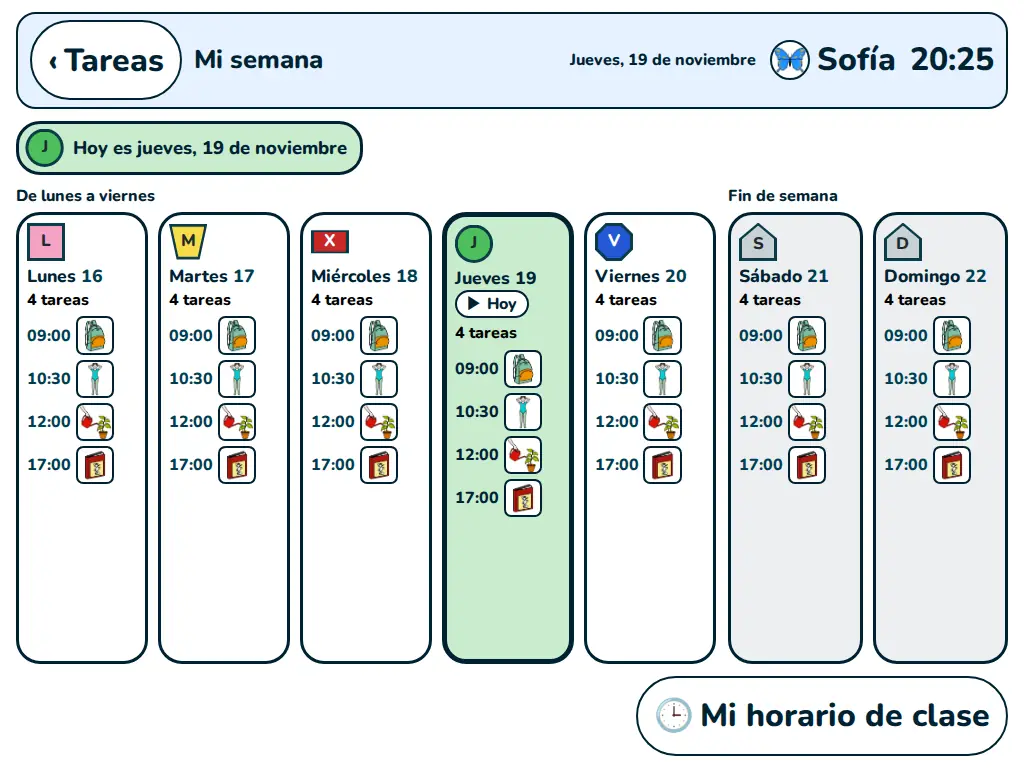 ‹ Tareas
Mi semana
Jueves, 19 de noviembre
Sofía 20:25
J Hoy es jueves, 19 de noviembre
De lunes a viernes
Fin de semana
L
Lunes 16
4 tareas
09:00
10:30
12:00
17:00
M
Martes 17
4 tareas
09:00
10:30
12:00
17:00
X
Miércoles 18
4 tareas
09:00
10:30
12:00
17:00
J
Jueves 19
▶ Hoy
4 tareas
09:00
10:30
12:00
17:00
V
Viernes 20
4 tareas
09:00
10:30
12:00
17:00
S
Sábado 21
4 tareas
09:00
10:30
12:00
17:00
D
Domingo 22
4 tareas
09:00
10:30
12:00
17:00
Mi horario de clase